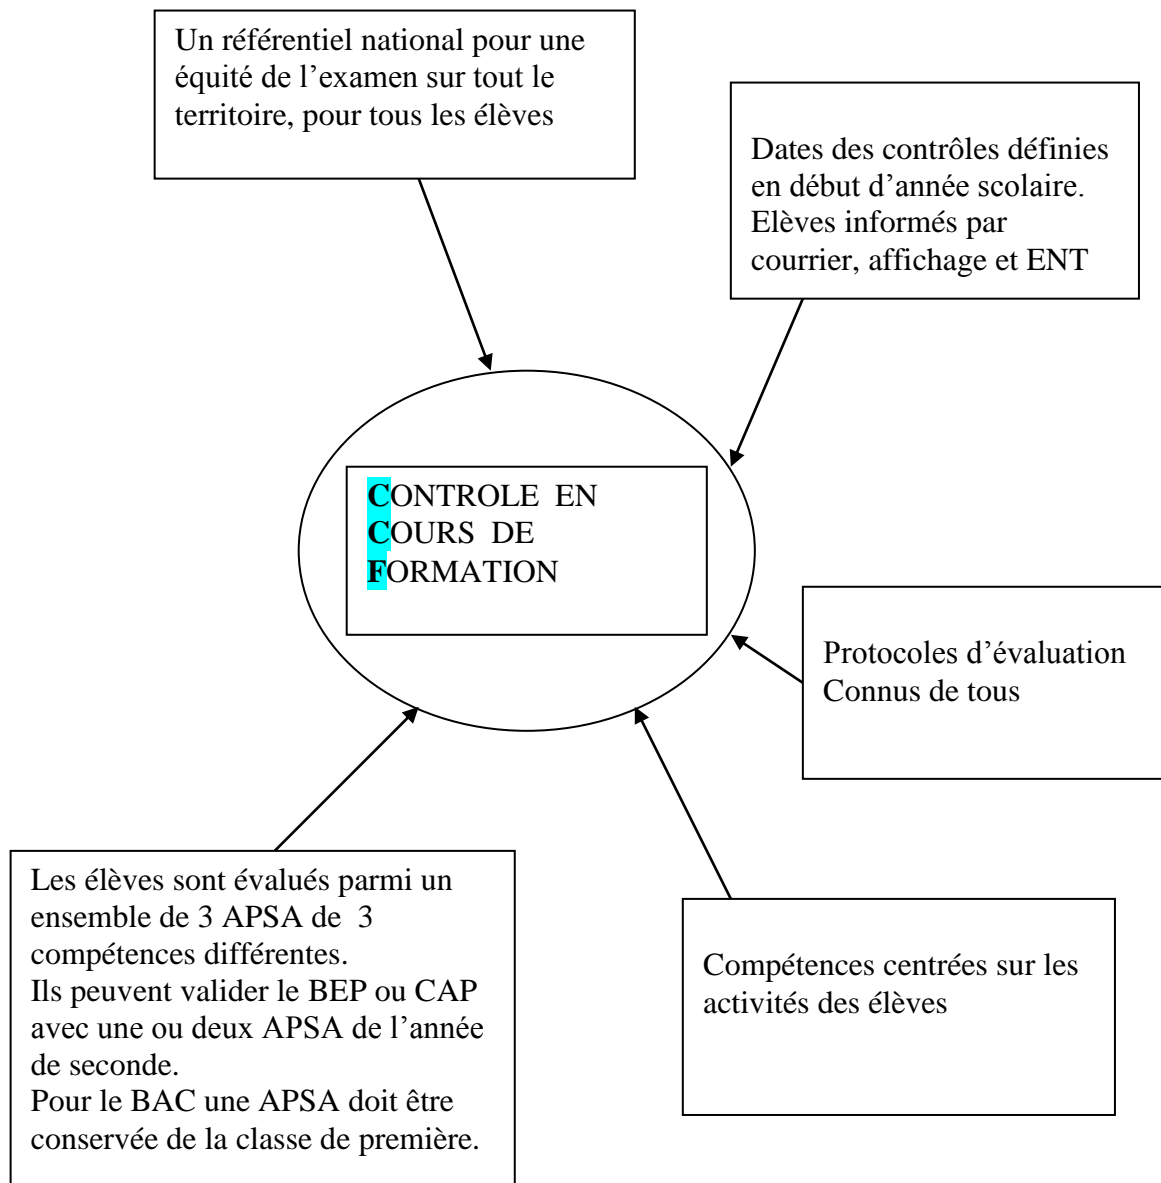 Un référentiel national pour une
équité de l’examen sur tout le
territoire, pour tous les élèves
Dates des contrôles définies
en début d’année scolaire.
Elèves informés par
courrier, affichage et ENT
CONTROLE EN
COURS DE
FORMATION
Protocoles d’évaluation
Connus de tous
Les élèves sont évalués parmi un
ensemble de 3 APSA de 3
compétences différentes.
Ils peuvent valider le BEP ou CAP
avec une ou deux APSA de l’année
de seconde.
Pour le BAC une APSA doit être
conservée de la classe de première.
Compétences centrées sur les
activités des élèves